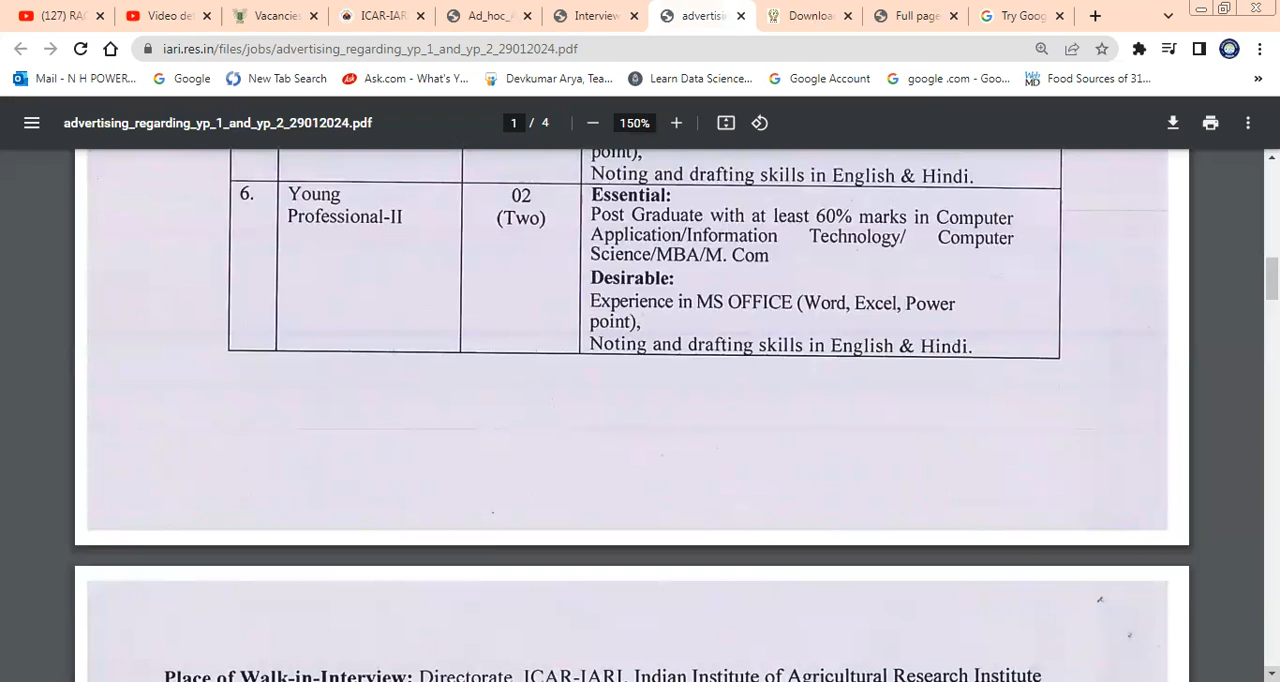 (127) RA
Video de
Vacancies
ICAR-IAR
Ad_hoc_
Interview
advertisi
Downloa
Full page
Try Goog
iari.res.in/files/jobs/advertising_regarding_yp_1_and_yp_2_29012024.pdf
Mail - N H POWER...
Google
New Tab Search
Ask.com - What's Y...
Devkumar Arya, Tea...
Learn Data Science...
Google Account
google .com - Goo...
Food Sources of 31...
advertising_regarding_yp_1_and_yp_2_29012024.pdf
1 / 4
150%
point),
Noting and drafting skills in English & Hindi.
6.
Young
Professional-II
02
(Two)
Essential:
Post Graduate with at least 60% marks in Computer
Application/Information Technology/ Computer
Science/MBA/M. Com
Desirable:
Experience in MS OFFICE (Word, Excel, Power
point),
Noting and drafting skills in English & Hindi.
Place of Walk-in-Interview: Directorate, ICAR-IARI, Indian Institute of Agricultural Research Institute